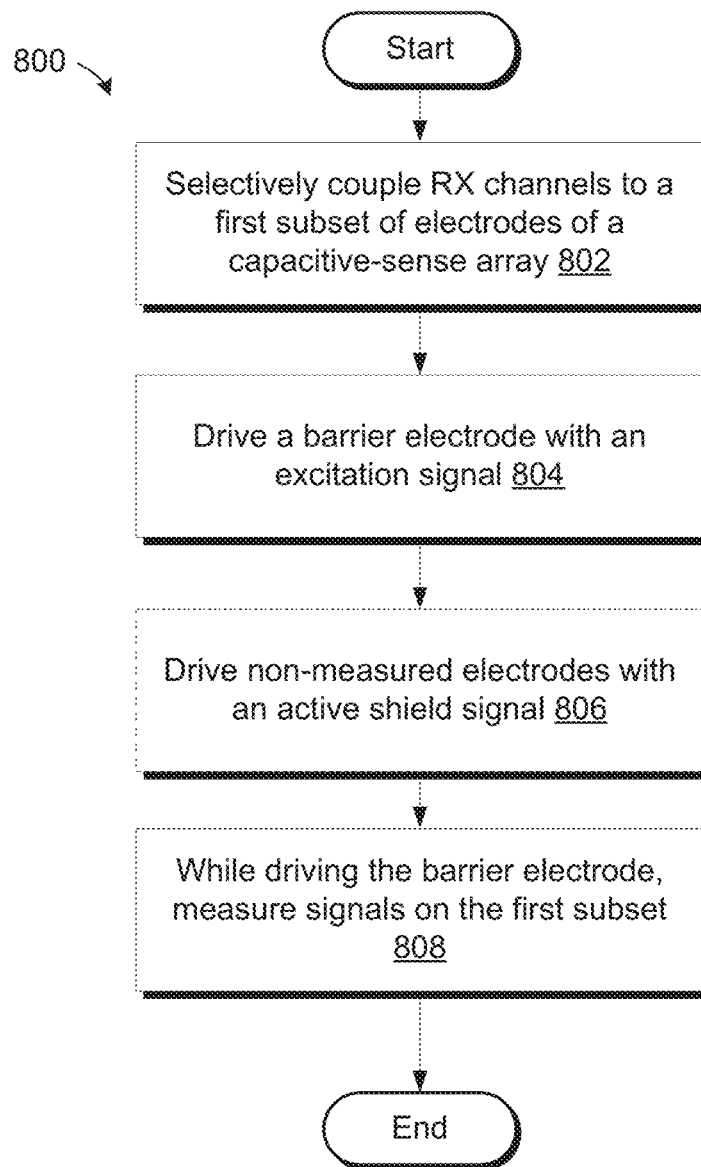 800
Start
Selectively couple RX channels to a
first subset of electrodes of a
capacitive-sense array 802
Drive a barrier electrode with an
excitation signal 804
Drive non-measured electrodes with
an active shield signal 806
While driving the barrier electrode,
measure signals on the first subset
808
End